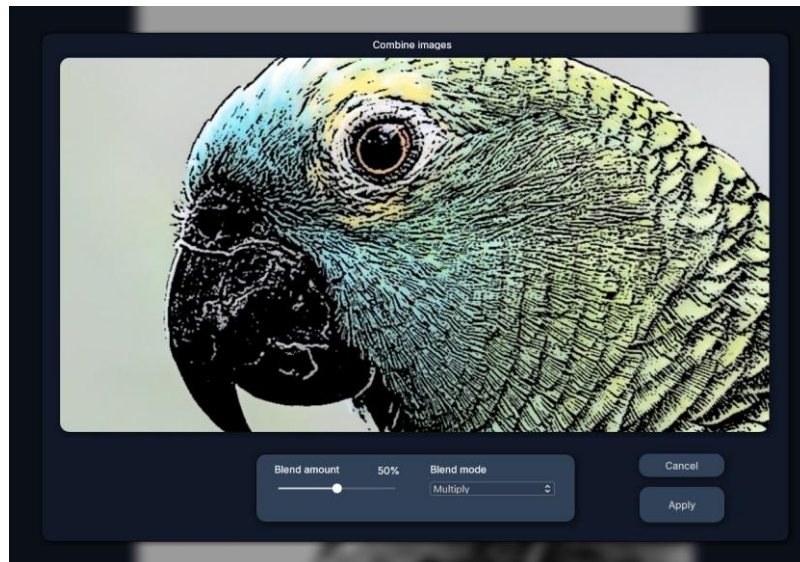 Combine images
Blend amount 50% Blend mode
Multiply
Cancel
Apply